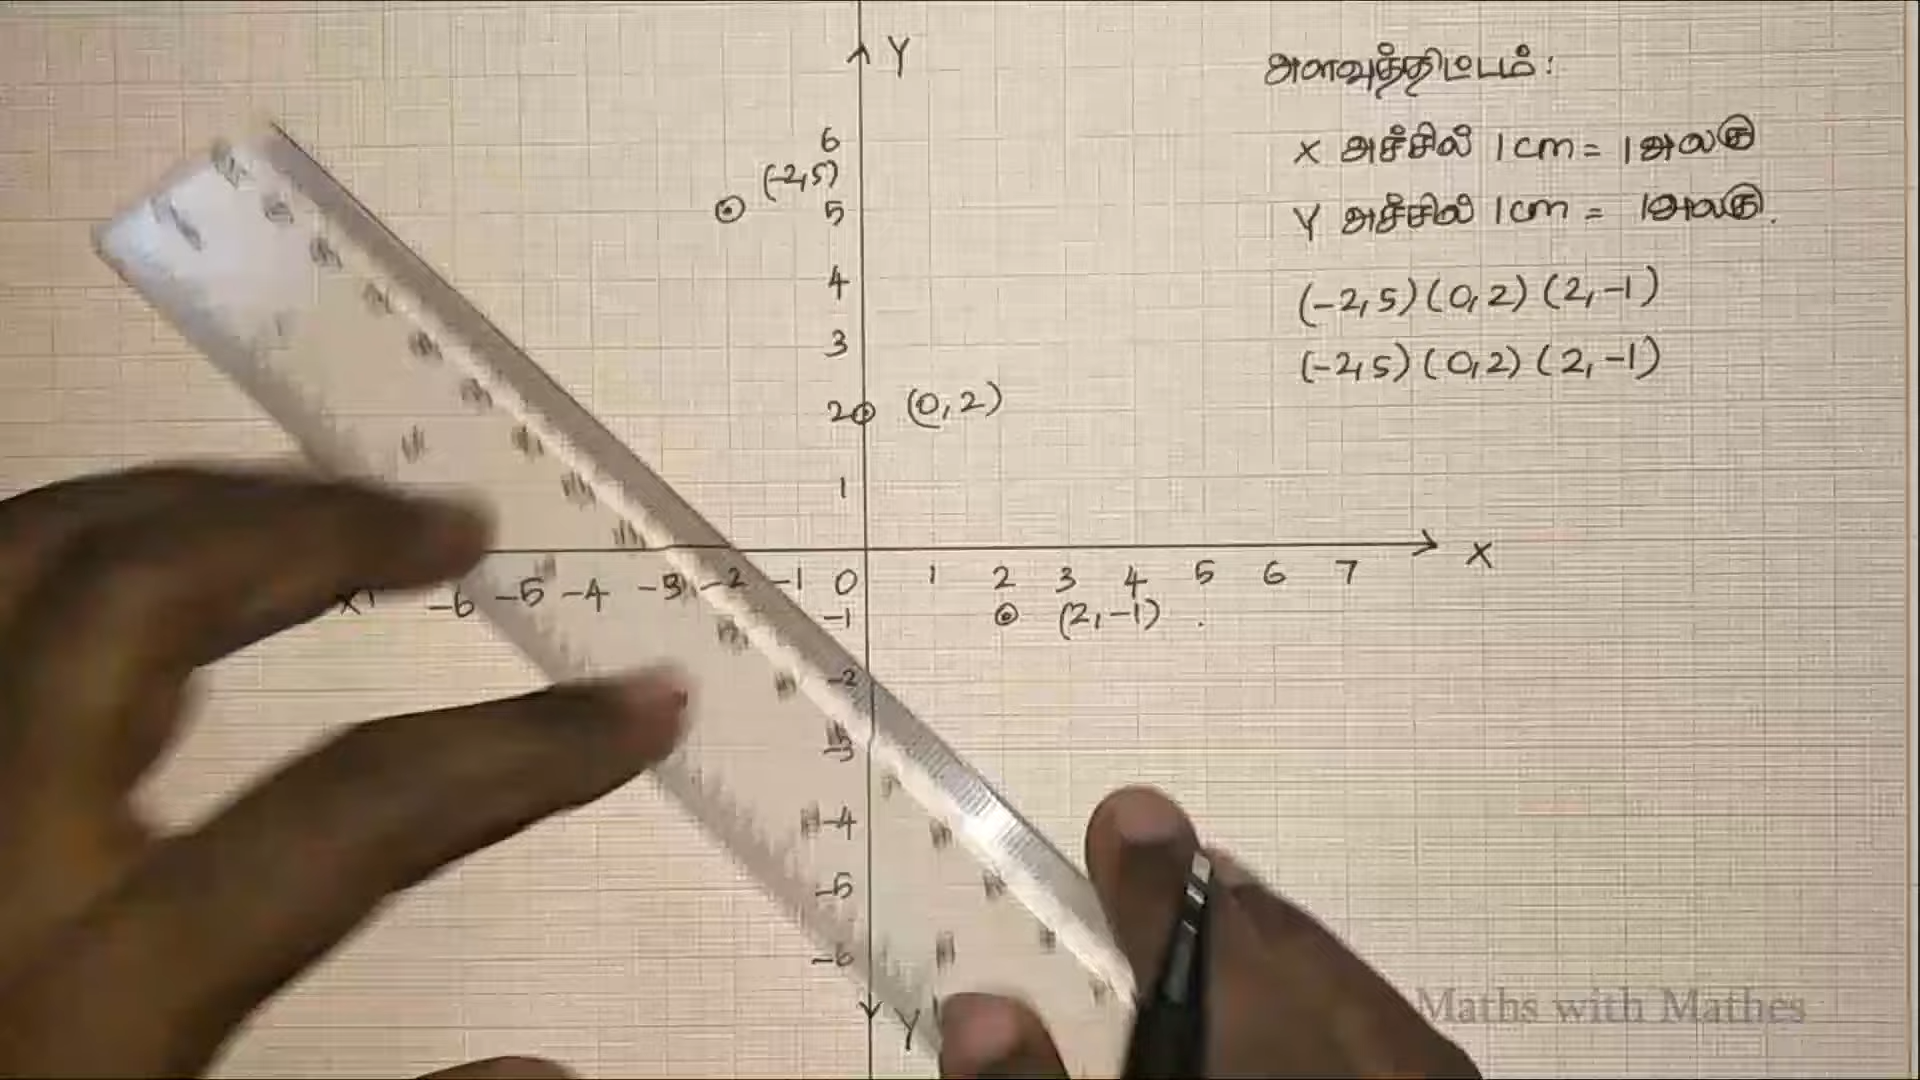 Y
அளவுத்திட்டம்:
X அச்சில் 1cm = 1அலகு
Y அச்சில் 1cm = 1அலகு.
(-2,5) (0,2) (2,-1)
(-2,5) (0,2) (2,-1)
6
(-2,5)
5
4
3
2 (0,2)
1
X
X' -6 -5 -4 -3 -2 -1 0 1 2 3 4 5 6 7
-1 (2,-1)
-2
-3
-4
-5
-6
Y
Maths with Mathes